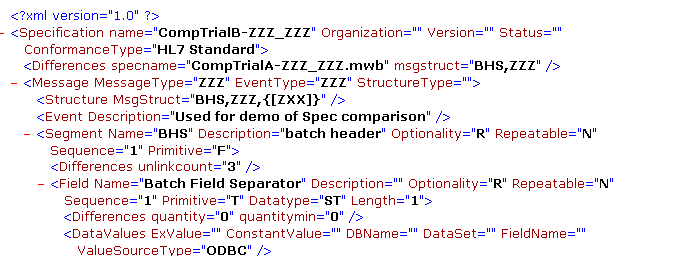 <?xml version="1.0" ?>
- <Specification name="CompTrialB-ZZZ_ZZZ" Organization="" Version="" Status=""
ConformanceType="HL7 Standard">
<Differences specname="CompTrialA-ZZZ_ZZZ.mwb" msgstruct="BHS,ZZZ" />
- <Message MessageType="ZZZ" EventType="ZZZ" StructureType="">
<Structure MsgStruct="BHS,ZZZ,{[ZXX]}" />
<Event Description="Used for demo of Spec comparison" />
- <Segment Name="BHS" Description="batch header" Optionality="R" Repeatable="N"
Sequence="1" Primitive="F">
<Differences unlinkcount="3" />
- <Field Name="Batch Field Separator" Description="" Optionality="R" Repeatable="N"
Sequence="1" Primitive="T" Datatype="ST" Length="1">
<Differences quantity="0" quantitymin="0" />
<DataValues ExValue="" ConstantValue="" DBName="" DataSet="" FieldName=""
ValueSourceType="ODBC" />